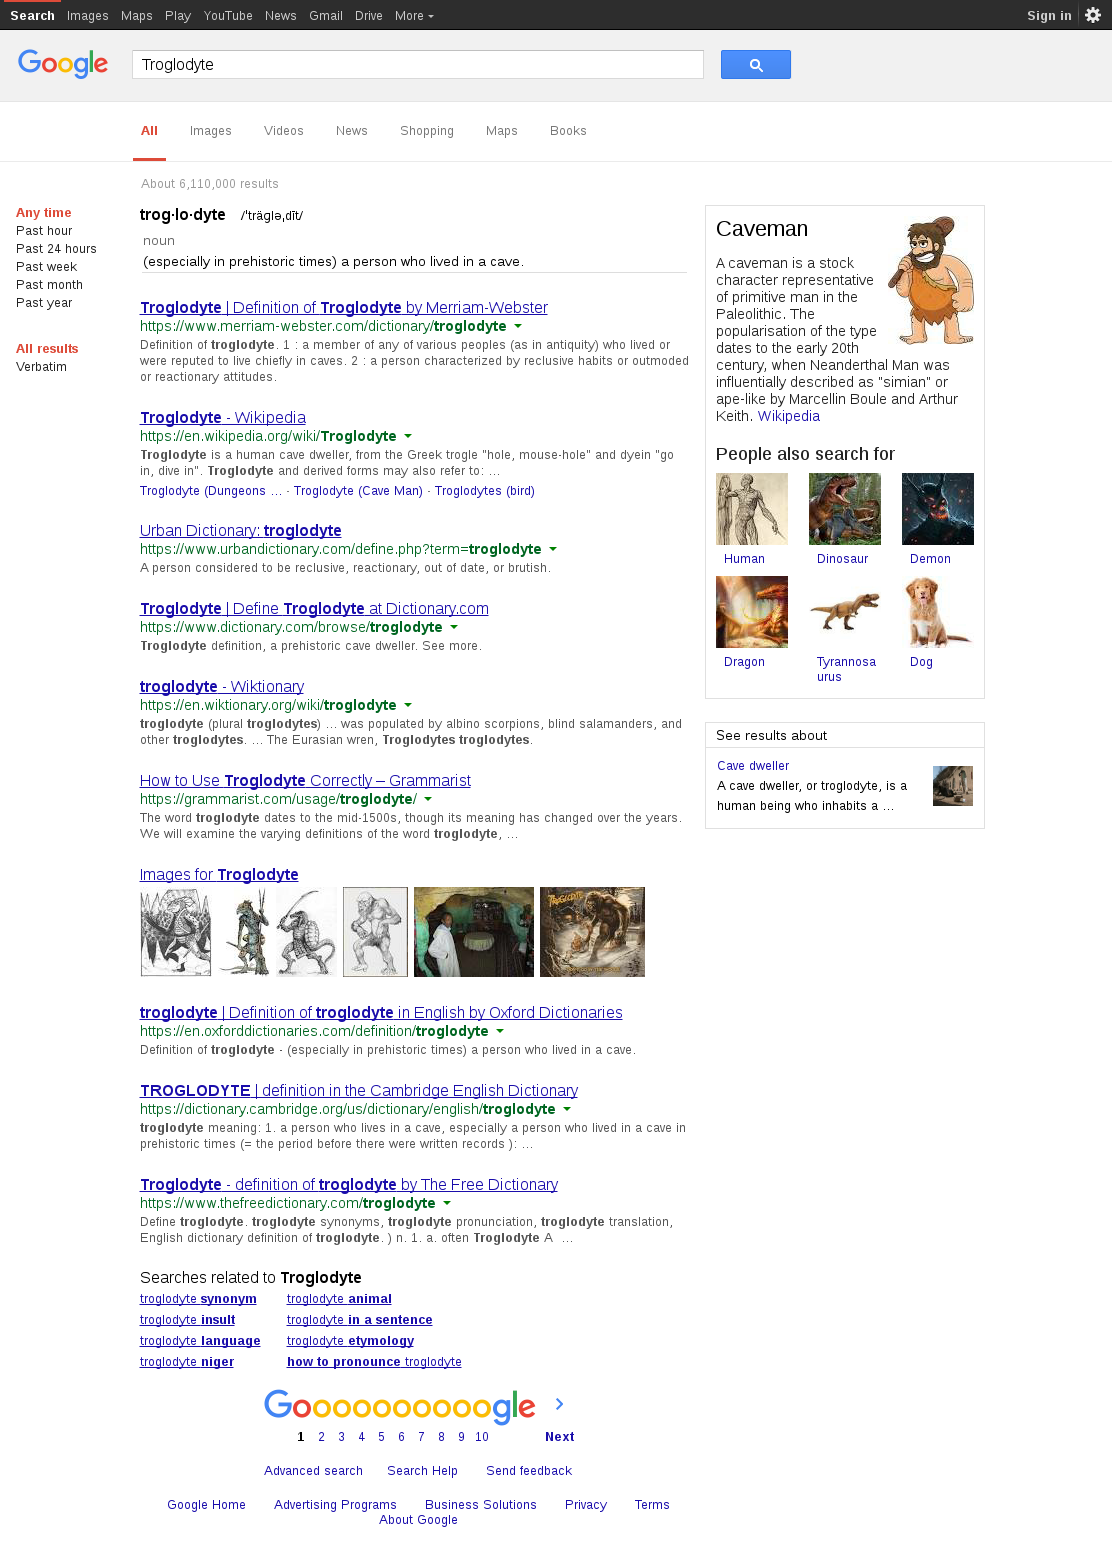 Search Images Maps Play YouTube News Gmail Drive More Sign in
Google Troglodyte
All Images Videos News Shopping Maps Books
About 6,110,000 results
Any time
Past hour
Past 24 hours
Past week
Past month
Past year
All results
Verbatim
trog·lo·dyte /ˈträgləˌdīt/
noun
(especially in prehistoric times) a person who lived in a cave.
Troglodyte | Definition of Troglodyte by Merriam-Webster
https://www.merriam-webster.com/dictionary/troglodyte
Definition of troglodyte. 1 : a member of any of various peoples (as in antiquity) who lived or
were reputed to live chiefly in caves. 2 : a person characterized by reclusive habits or outmoded
or reactionary attitudes.
Troglodyte - Wikipedia
https://en.wikipedia.org/wiki/Troglodyte
Troglodyte is a human cave dweller, from the Greek trogle "hole, mouse-hole" and dyein "go
in, dive in". Troglodyte and derived forms may also refer to: ...
Troglodyte (Dungeons ... · Troglodyte (Cave Man) · Troglodytes (bird)
Urban Dictionary: troglodyte
https://www.urbandictionary.com/define.php?term=troglodyte
A person considered to be reclusive, reactionary, out of date, or brutish.
Troglodyte | Define Troglodyte at Dictionary.com
https://www.dictionary.com/browse/troglodyte
Troglodyte definition, a prehistoric cave dweller. See more.
troglodyte - Wiktionary
https://en.wiktionary.org/wiki/troglodyte
troglodyte (plural troglodytes) ... was populated by albino scorpions, blind salamanders, and
other troglodytes. ... The Eurasian wren, Troglodytes troglodytes.
How to Use Troglodyte Correctly – Grammarist
https://grammarist.com/usage/troglodyte/
The word troglodyte dates to the mid-1500s, though its meaning has changed over the years.
We will examine the varying definitions of the word troglodyte, ...
Images for Troglodyte
TROGLODYTE
troglodyte | Definition of troglodyte in English by Oxford Dictionaries
https://en.oxforddictionaries.com/definition/troglodyte
Definition of troglodyte - (especially in prehistoric times) a person who lived in a cave.
TROGLODYTE | definition in the Cambridge English Dictionary
https://dictionary.cambridge.org/us/dictionary/english/troglodyte
troglodyte meaning: 1. a person who lives in a cave, especially a person who lived in a cave in
prehistoric times (= the period before there were written records ): ...
Troglodyte - definition of troglodyte by The Free Dictionary
https://www.thefreedictionary.com/troglodyte
Define troglodyte. troglodyte synonyms, troglodyte pronunciation, troglodyte translation,
English dictionary definition of troglodyte. ) n. 1. a. often Troglodyte A ...
Searches related to Troglodyte
troglodyte synonym troglodyte animal
troglodyte insult troglodyte in a sentence
troglodyte language troglodyte etymology
troglodyte niger how to pronounce troglodyte
Goooooooooogle
1 2 3 4 5 6 7 8 9 10 Next
Advanced search Search Help Send feedback
Google Home Advertising Programs Business Solutions Privacy Terms
About Google
Caveman
A caveman is a stock
character representative
of primitive man in the
Paleolithic. The
popularisation of the type
dates to the early 20th
century, when Neanderthal Man was
influentially described as "simian" or
ape-like by Marcellin Boule and Arthur
Keith. Wikipedia
People also search for
Human Dinosaur Demon
Dragon Tyrannosa Dog
urus
See results about
Cave dweller
A cave dweller, or troglodyte, is a
human being who inhabits a ...